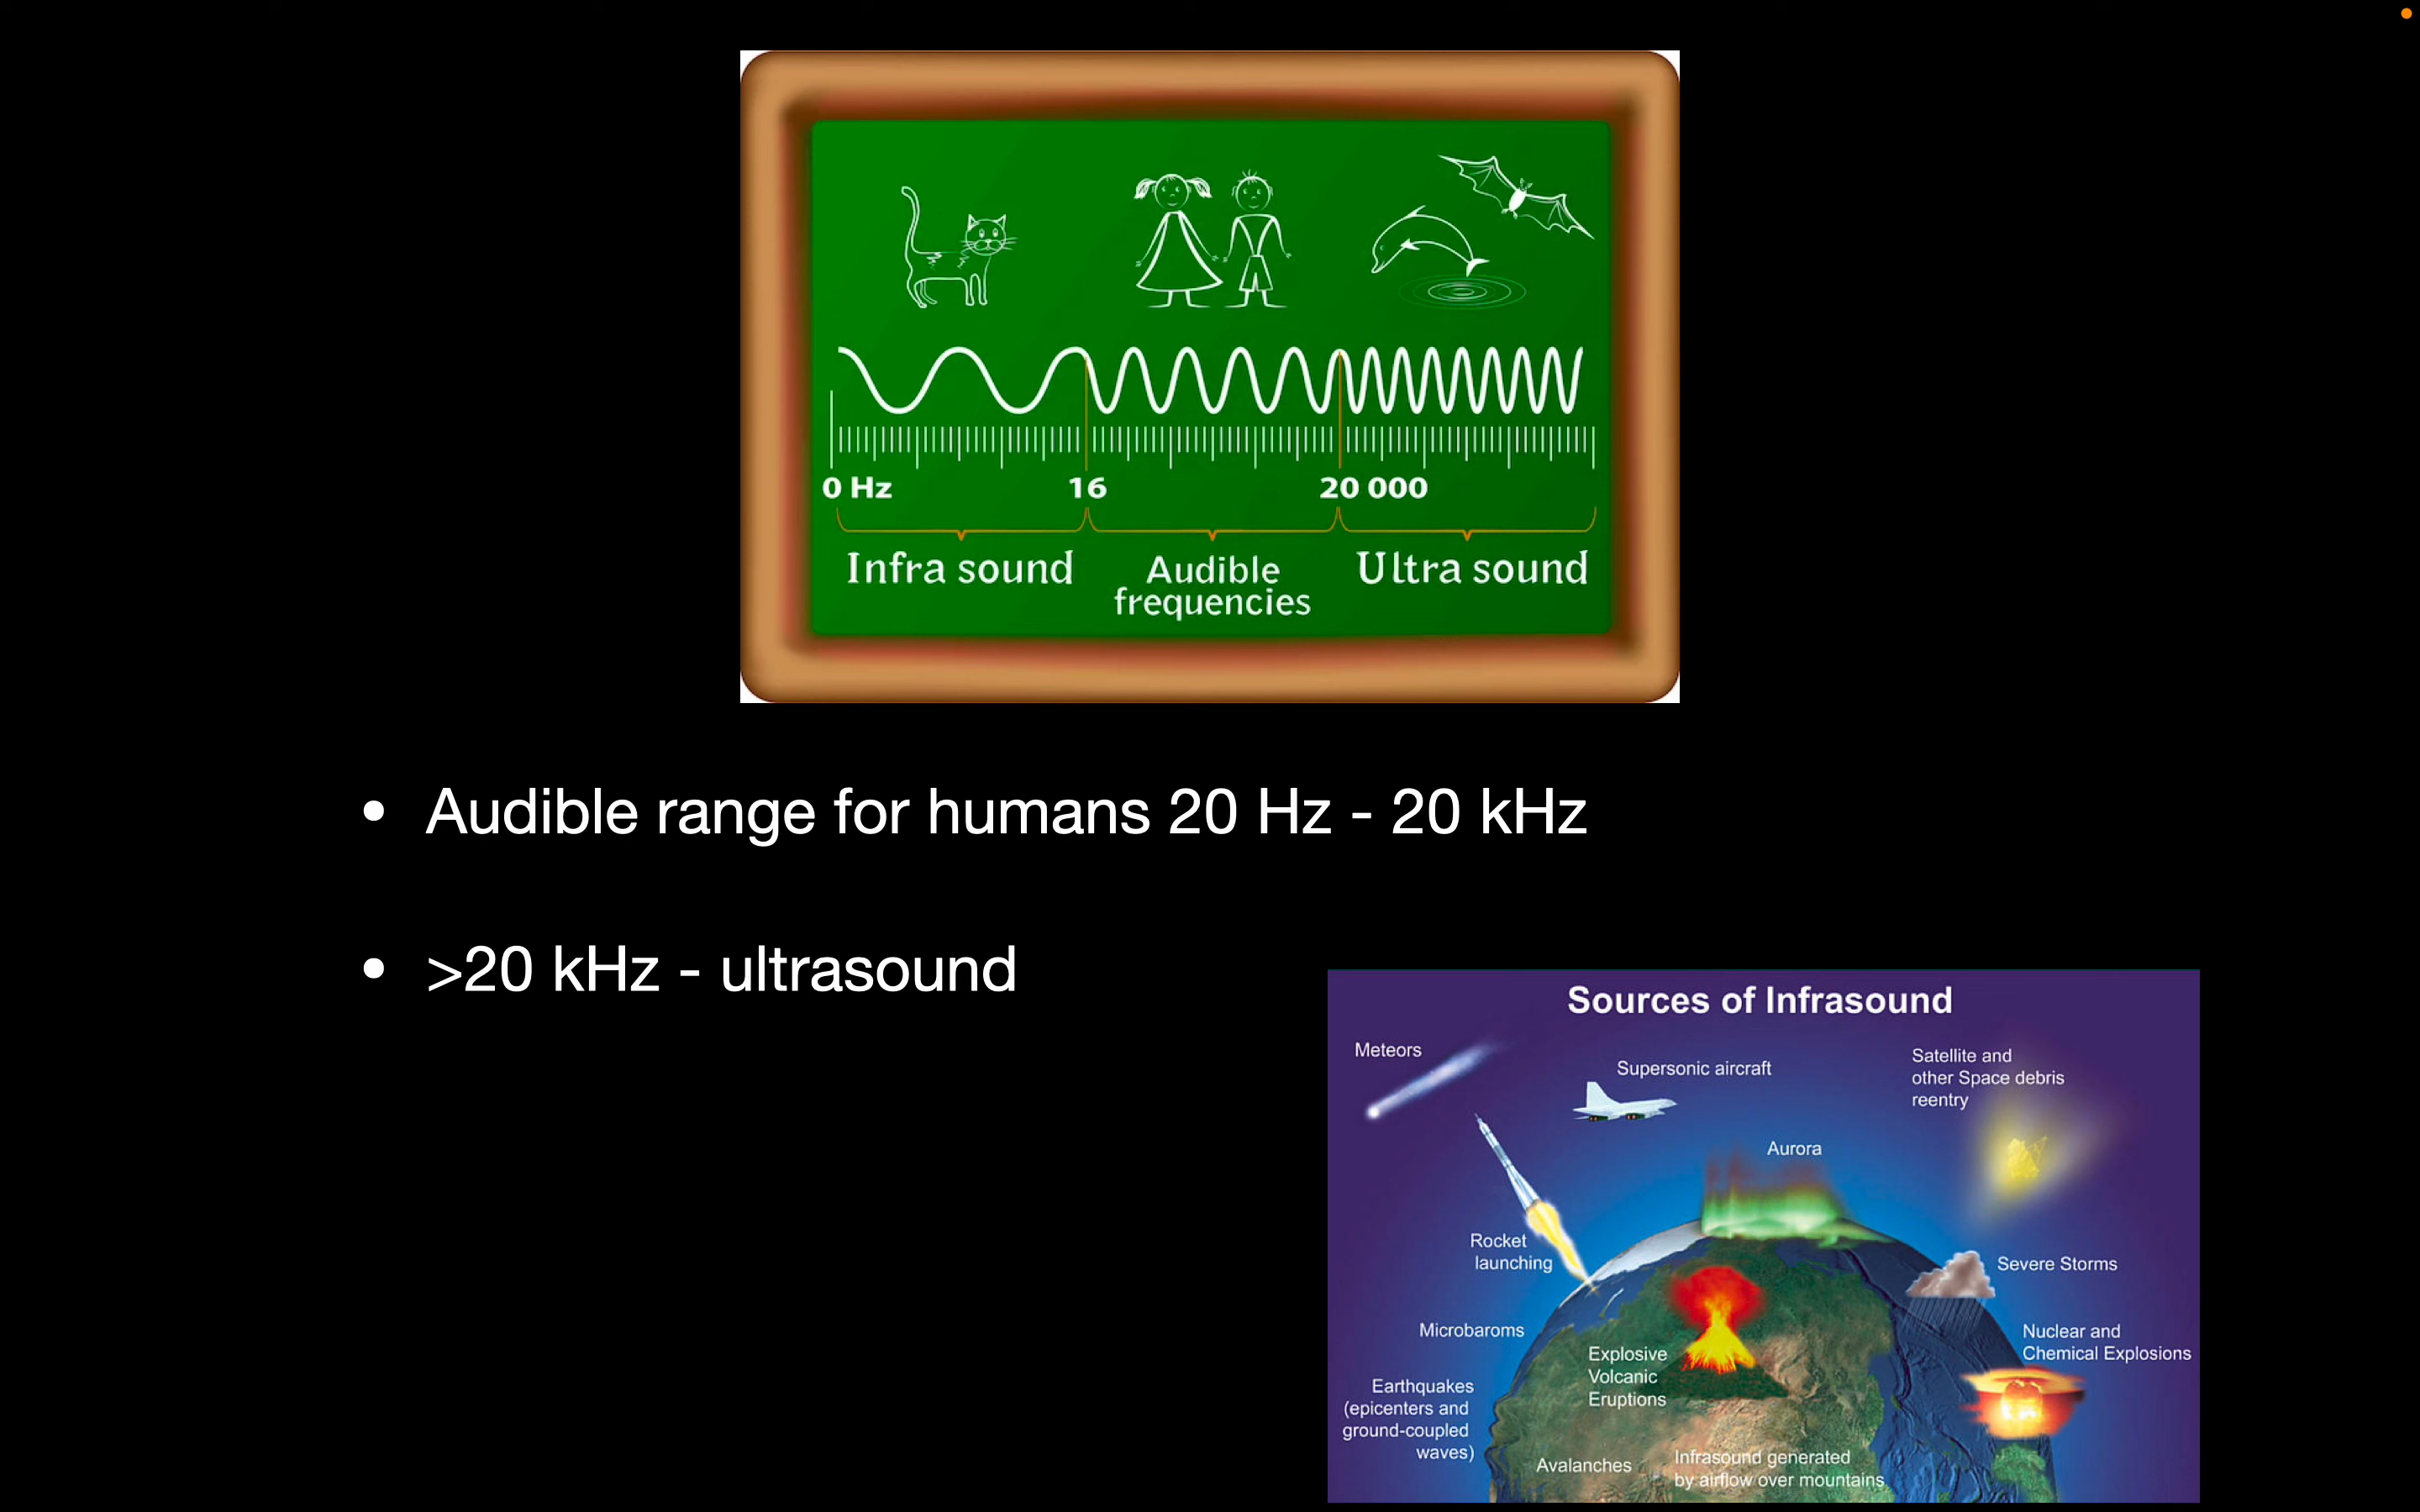 0 Hz 16 20 000
Infra sound Audible frequencies Ultra sound
• Audible range for humans 20 Hz - 20 kHz
• >20 kHz - ultrasound
Sources of Infrasound
Meteors
Supersonic aircraft
Satellite and
other Space debris
reentry
Aurora
Rocket
launching
Severe Storms
Microbaroms
Nuclear and
Chemical Explosions
Explosive
Volcanic
Eruptions
Earthquakes
(epicenters and
ground-coupled
waves)
Avalanches
Infrasound generated
by airflow over mountains